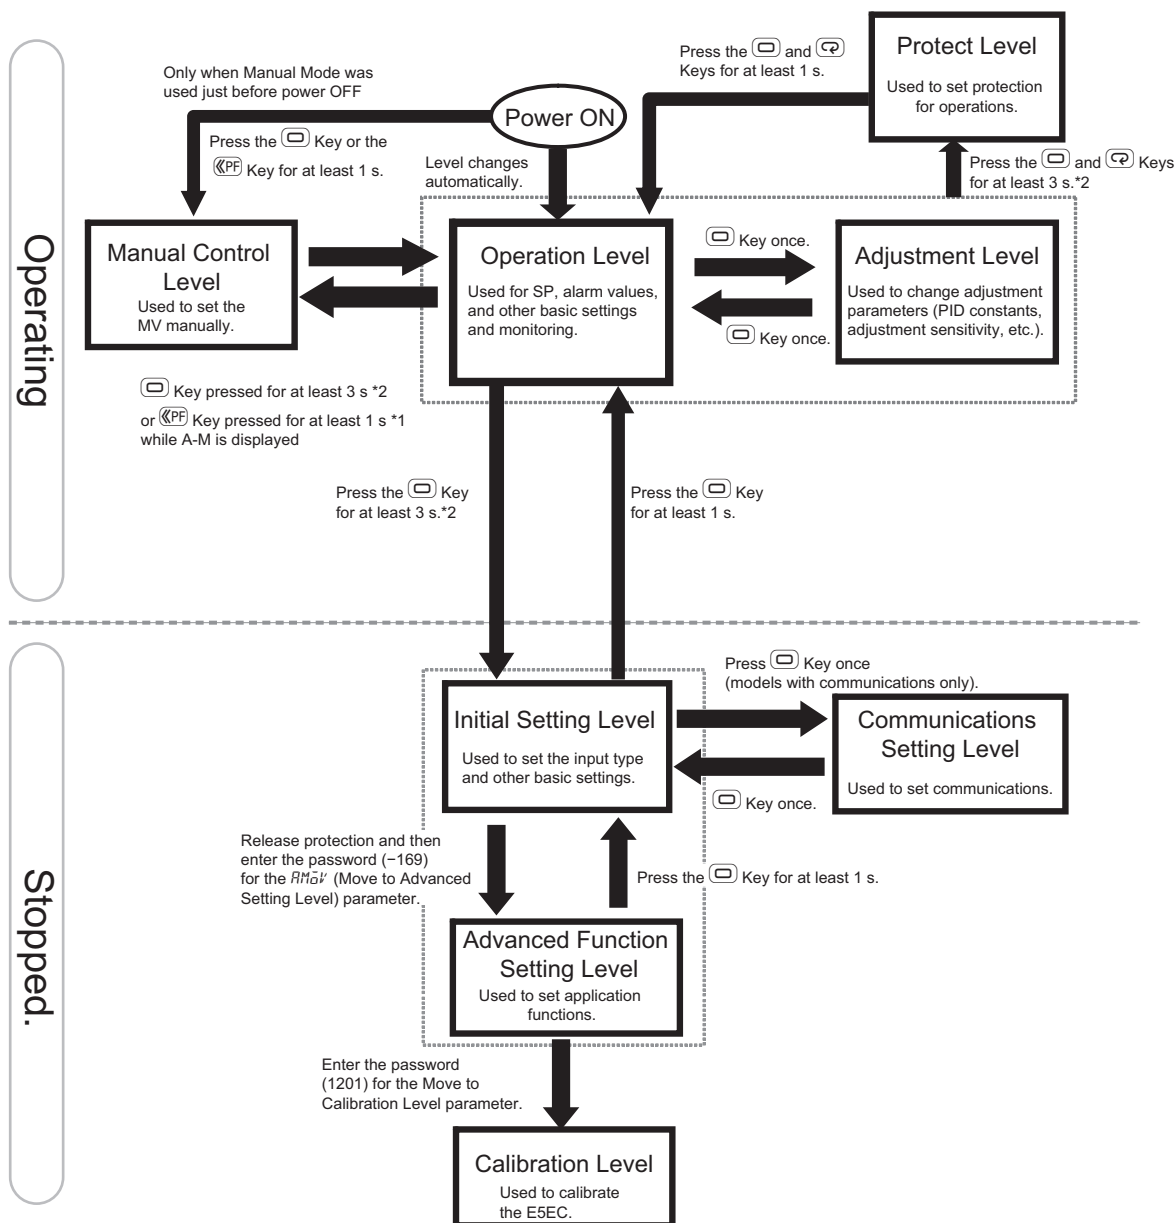 Operating
Only when Manual Mode was
used just before power OFF
Power ON
Press the and
Keys for at least 1 s.
Protect Level
Used to set protection
for operations.
Press the Key or the
PF Key for at least 1 s.
Level changes
automatically.
Press the and Keys
for at least 3 s.*2
Manual Control
Level
Used to set the
MV manually.
Operation Level
Used for SP, alarm values,
and other basic settings
and monitoring.
Key once.
Key once.
Adjustment Level
Used to change adjustment
parameters (PID constants,
adjustment sensitivity, etc.).
Key pressed for at least 3 s *2
or PF Key pressed for at least 1 s *1
while A-M is displayed
Press the Key
for at least 3 s.*2
Press the Key
for at least 1 s.
Stopped.
Initial Setting Level
Used to set the input type
and other basic settings.
Press Key once
(models with communications only).
Key once.
Communications
Setting Level
Used to set communications.
Release protection and then
enter the password (−169)
for the AMoV (Move to Advanced
Setting Level) parameter.
Press the Key for at least 1 s.
Advanced Function
Setting Level
Used to set application
functions.
Enter the password
(1201) for the Move to
Calibration Level parameter.
Calibration Level
Used to calibrate
the E5EC.